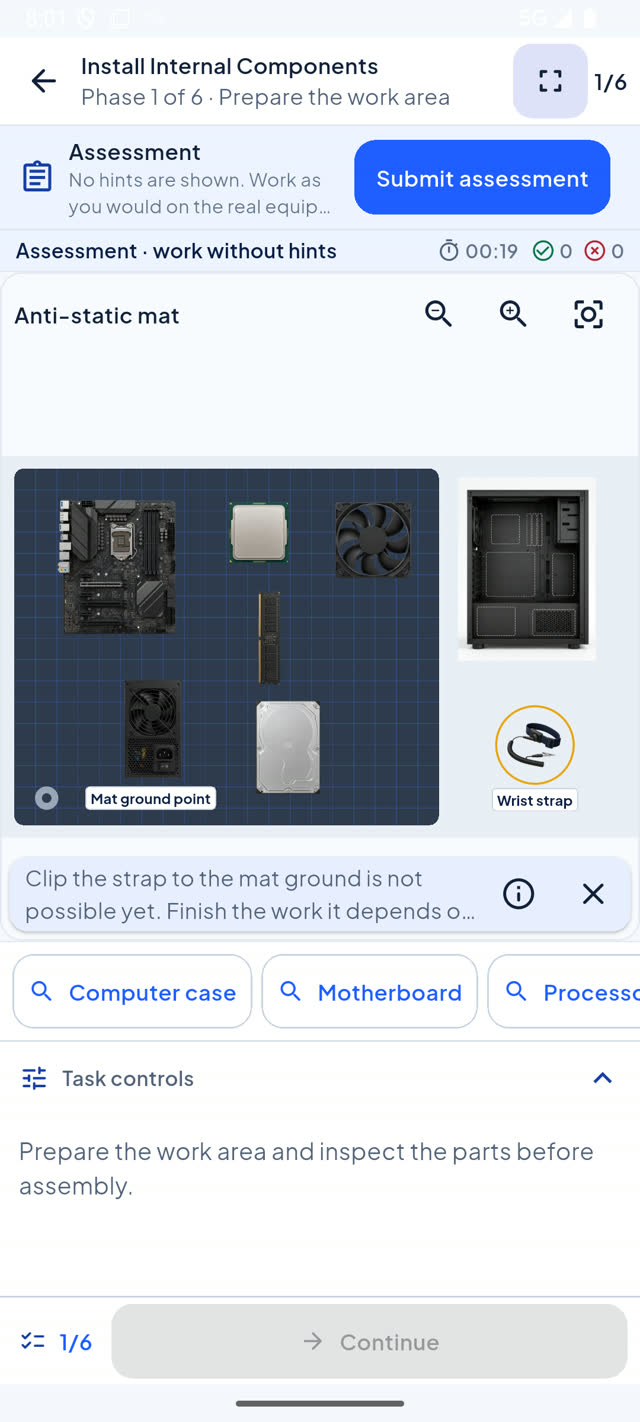 8:01
5G
Install Internal Components
Phase 1 of 6 · Prepare the work area
1/6
Assessment
No hints are shown. Work as
you would on the real equip...
Submit assessment
Assessment · work without hints
00:19
0
0
Anti-static mat
Mat ground point
Wrist strap
Clip the strap to the mat ground is not
possible yet. Finish the work it depends o...
Computer case
Motherboard
Processo
Task controls
Prepare the work area and inspect the parts before
assembly.
1/6
Continue